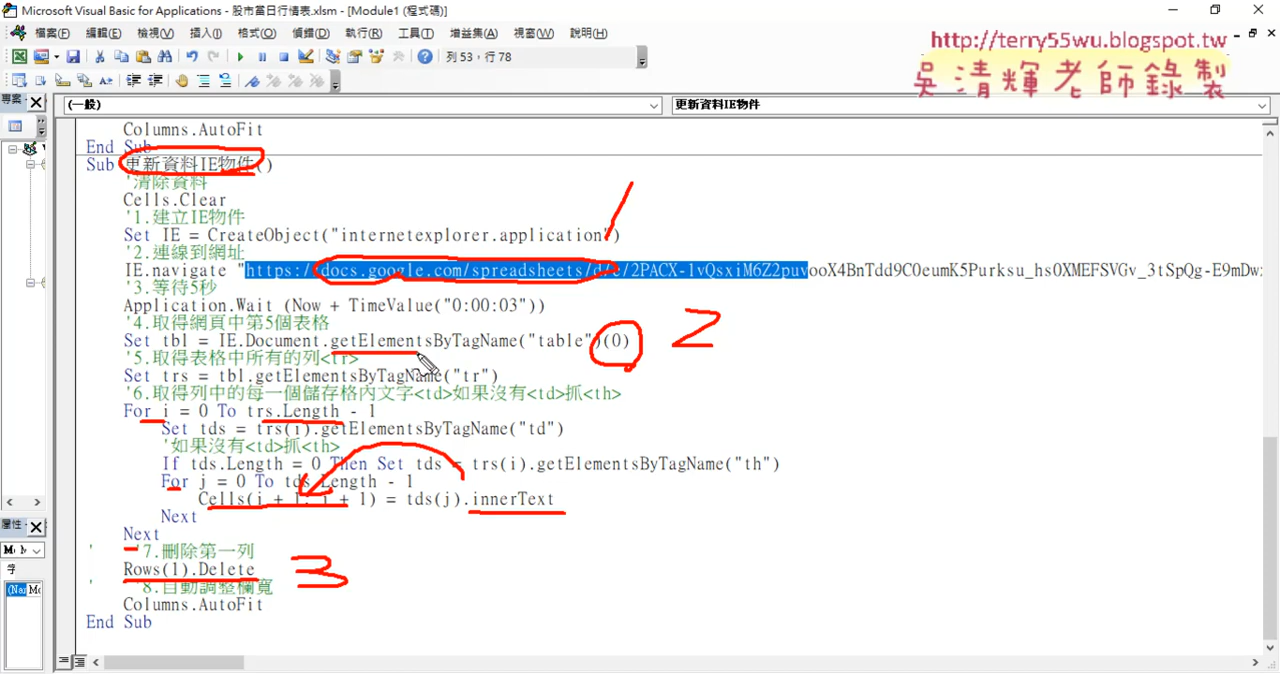 Microsoft Visual Basic for Applications - 股市當日行情表.xlsm - [Module1 (程式碼)]
檔案(F) 編輯(E) 檢視(V) 插入(I) 格式(O) 偵錯(D) 執行(R) 工具(T) 增益集(A) 視窗(W) 說明(H)
http://terry55wu.blogspot.tw
吳清輝老師錄製
列 53，行 78
專案
(一般)
更新資料IE物件
Columns.AutoFit
End Sub
Sub 更新資料IE物件()
'清除資料
Cells.Clear
'1.建立IE物件
Set IE = CreateObject("internetexplorer.application")
'2.連線到網址
'3.等待5秒
Application.Wait (Now + TimeValue("0:00:03"))
'4.取得網頁中第5個表格
Set tbl = IE.Document.getElementsByTagName("table")(0)
'5.取得表格中所有的列<tr>
Set trs = tbl.getElementsByTagName("tr")
'6.取得列中的每一個儲存格內文字<td>如果沒有<td>抓<th>
For i = 0 To trs.Length - 1
Set tds = trs(i).getElementsByTagName("td")
'如果沒有<td>抓<th>
If tds.Length = 0 Then Set tds = trs(i).getElementsByTagName("th")
For j = 0 To tds.Length - 1
Cells(i + 1, j + 1) = tds(j).innerText
Next
Next
' '7.刪除第一列
Rows(1).Delete
' '8.自動調整欄寬
Columns.AutoFit
End Sub
屬性
1
2
3